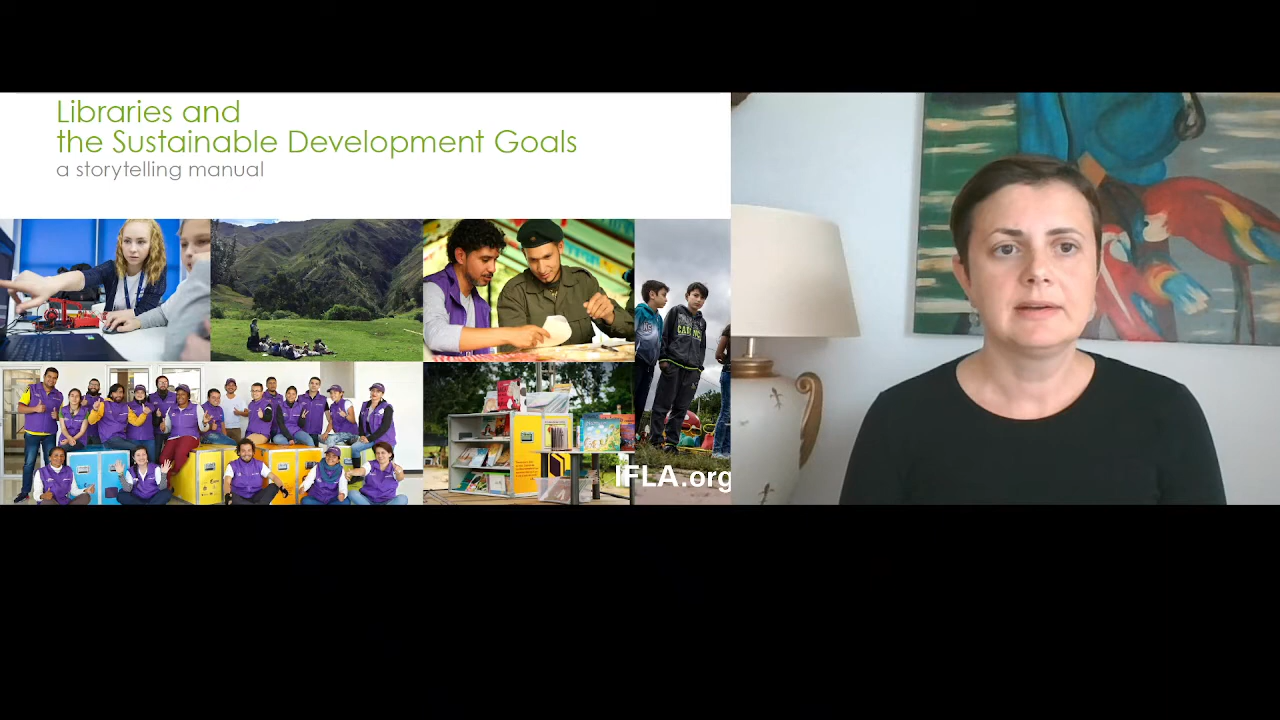 Libraries and
the Sustainable Development Goals
a storytelling manual
IFLA.org